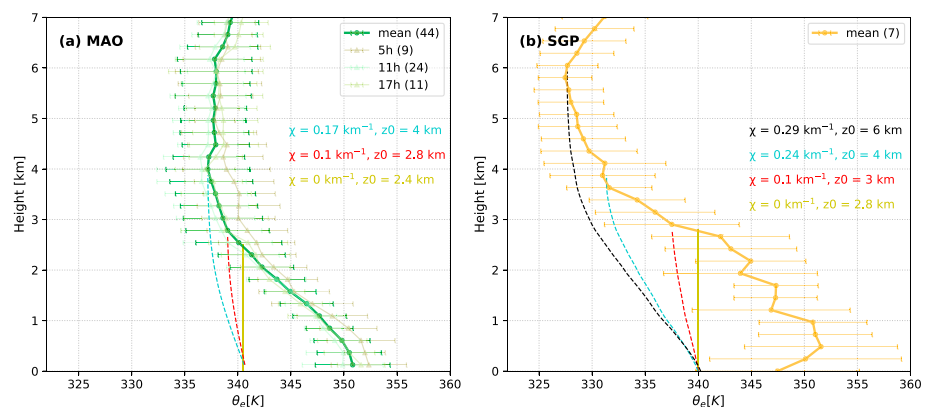 (a) MAO
mean (44)
5h (9)
11h (24)
17h (11)
χ = 0.17 km⁻¹, z0 = 4 km
χ = 0.1 km⁻¹, z0 = 2.8 km
χ = 0 km⁻¹, z0 = 2.4 km
Height [km]
7
6
5
4
3
2
1
0
325 330 335 340 345 350 355 360
θₑ[K]
(b) SGP
mean (7)
χ = 0.29 km⁻¹, z0 = 6 km
χ = 0.24 km⁻¹, z0 = 4 km
χ = 0.1 km⁻¹, z0 = 3 km
χ = 0 km⁻¹, z0 = 2.8 km
Height [km]
7
6
5
4
3
2
1
0
325 330 335 340 345 350 355 360
θₑ[K]